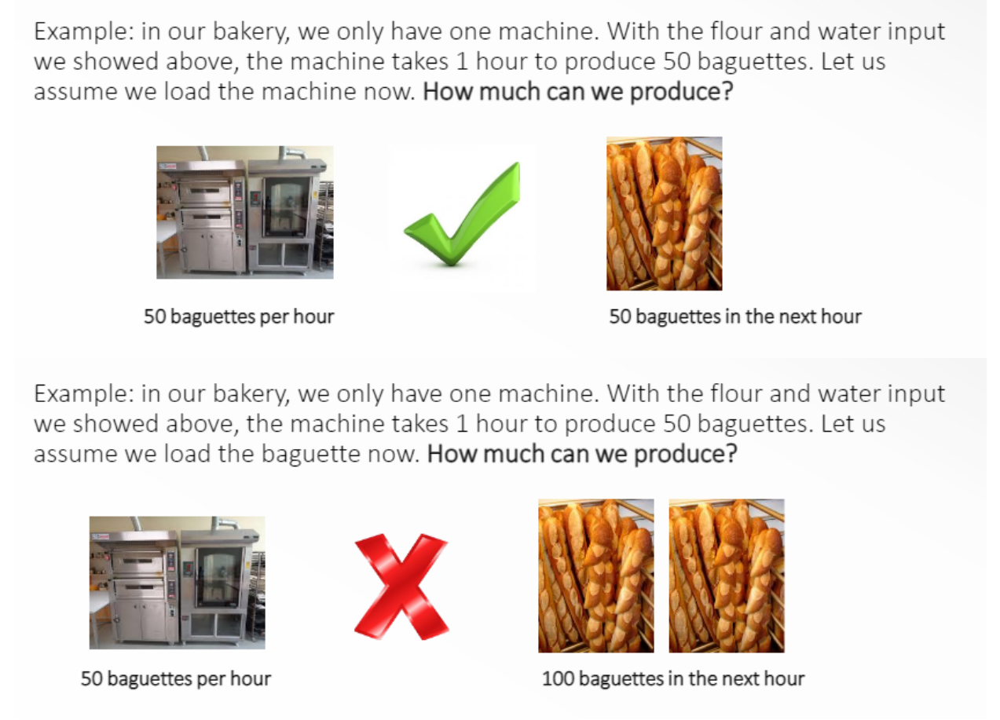 Example: in our bakery, we only have one machine. With the flour and water input
we showed above, the machine takes 1 hour to produce 50 baguettes. Let us
assume we load the machine now. How much can we produce?
50 baguettes per hour
50 baguettes in the next hour
Example: in our bakery, we only have one machine. With the flour and water input
we showed above, the machine takes 1 hour to produce 50 baguettes. Let us
assume we load the baguette now. How much can we produce?
50 baguettes per hour
100 baguettes in the next hour